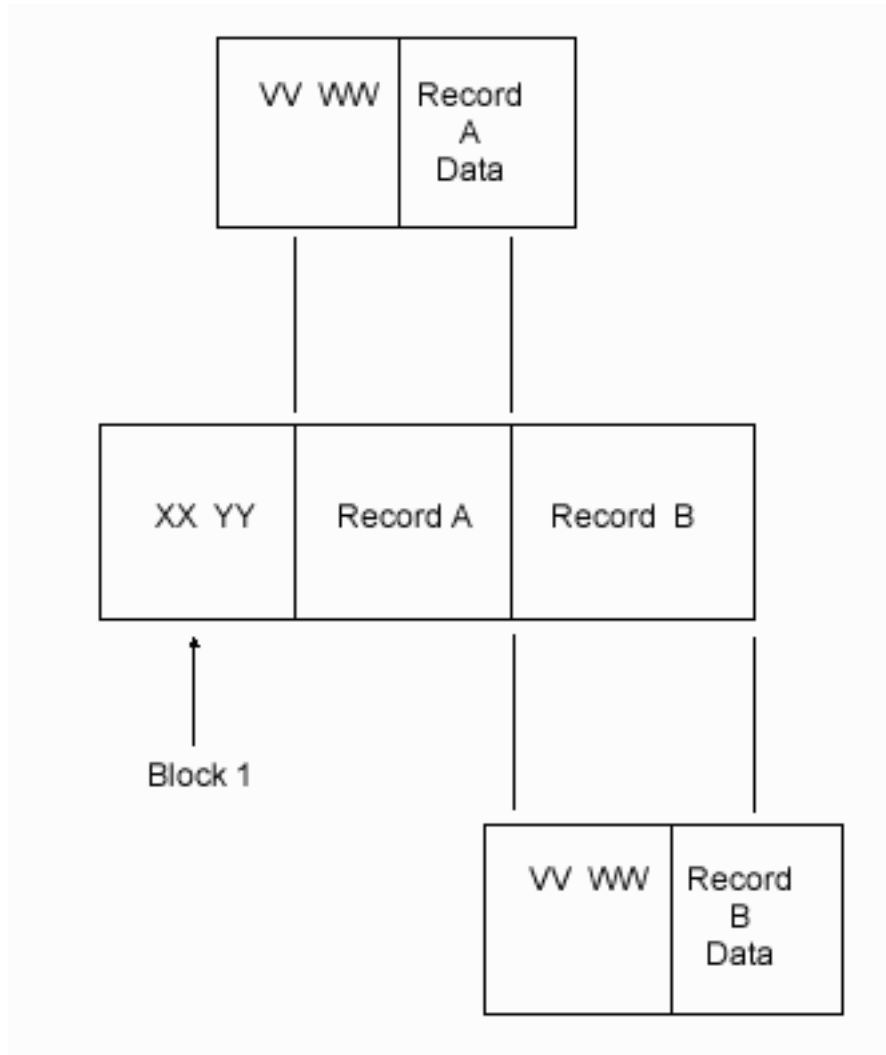 VV WW
Record
A
Data
XX YY
Record A
Record B
Block 1
VV WW
Record
B
Data